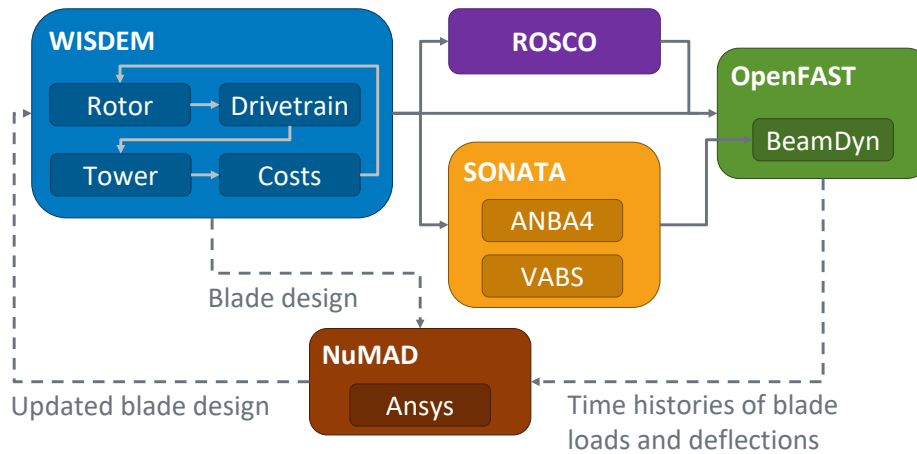 WISDEM
Rotor
Drivetrain
Tower
Costs
ROSCO
OpenFAST
BeamDyn
SONATA
ANBA4
VABS
Blade design
NuMAD
Ansys
Updated blade design
Time histories of blade
loads and deflections